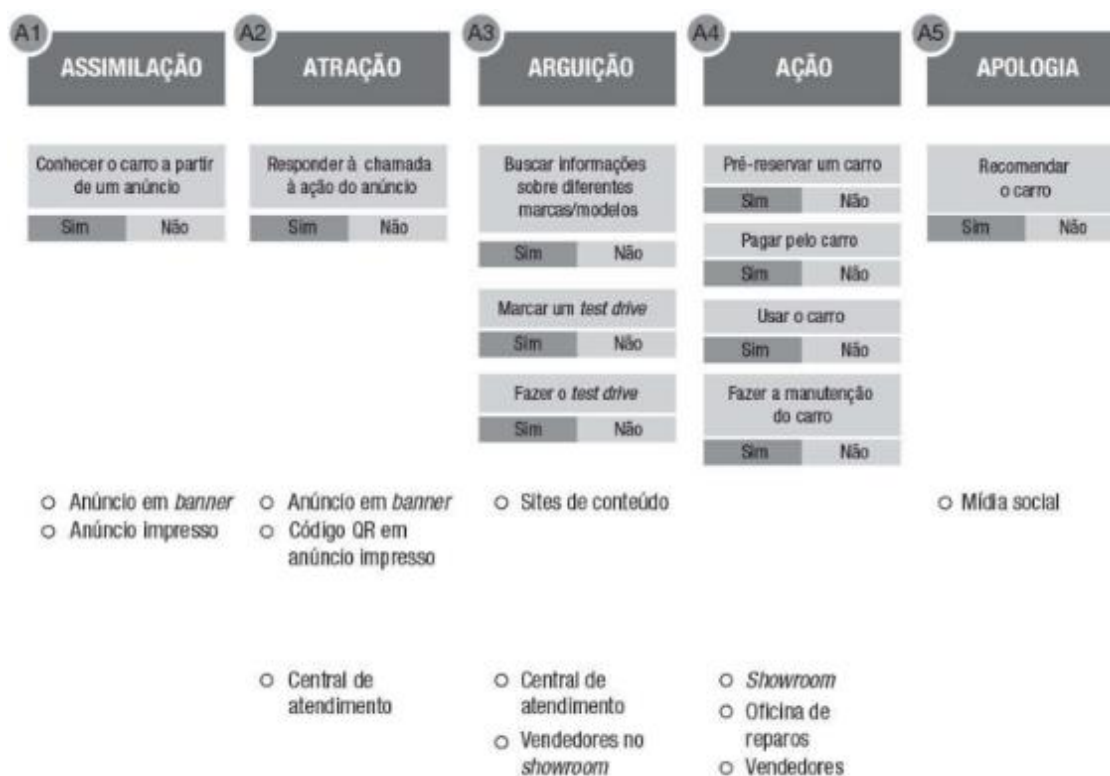 A1
ASSIMILAÇÃO
Conhecer o carro a partir
de um anúncio
Sim Não
Anúncio em banner
Anúncio impresso
A2
ATRAÇÃO
Responder à chamada
à ação do anúncio
Sim Não
Anúncio em banner
Código QR em
anúncio impresso
Central de
atendimento
A3
ARGUIÇÃO
Buscar informações
sobre diferentes
marcas/modelos
Sim Não
Marcar um test drive
Sim Não
Fazer o test drive
Sim Não
Sites de conteúdo
Central de
atendimento
Vendedores no
showroom
A4
AÇÃO
Pré-reservar um carro
Sim Não
Pagar pelo carro
Sim Não
Usar o carro
Sim Não
Fazer a manutenção
do carro
Sim Não
Showroom
Oficina de
reparos
Vendedores
A5
APOLOGIA
Recomendar
o carro
Sim Não
Mídia social